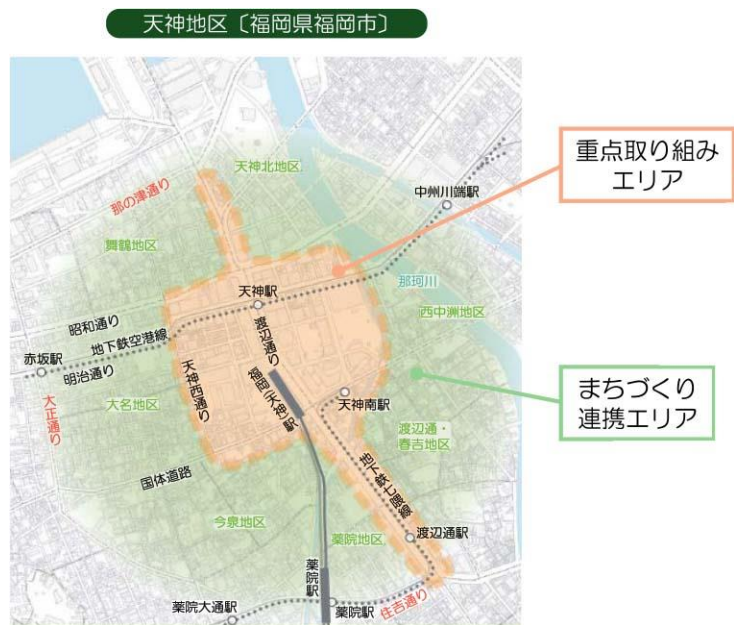 天神地区〔福岡県福岡市〕
天神北地区
那の津通り
中州川端駅
重点取り組み
エリア
舞鶴地区
那珂川
天神駅
西中洲地区
昭和通り
地下鉄空港線
渡辺通り
赤坂駅
明治通り
天神西通り
福岡(天神)駅
大名地区
天神南駅
まちづくり
連携エリア
大正通り
渡辺通・
春吉地区
国体道路
地下鉄七隈線
今泉地区
薬院地区
渡辺通駅
薬院駅
薬院大通駅
薬院駅
住吉通り